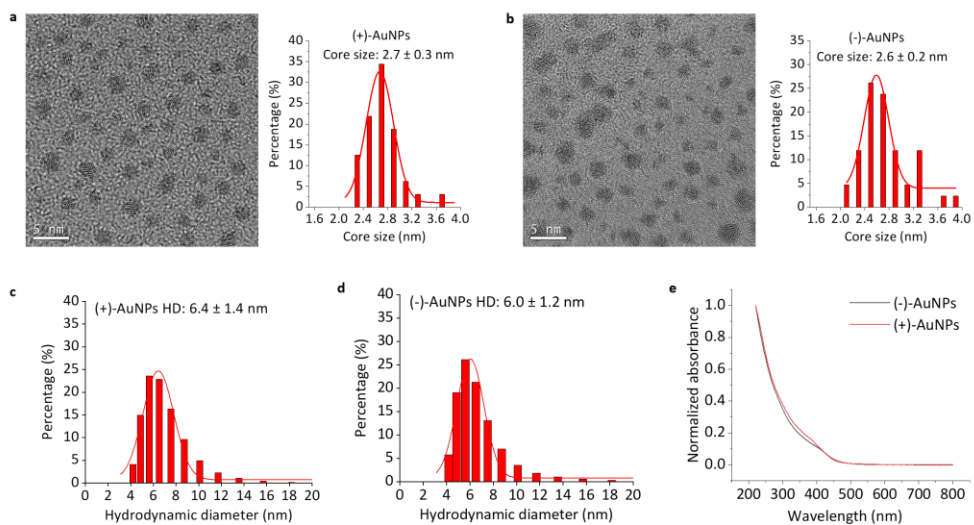 a
(+)-AuNPs
Core size: 2.7 ± 0.3 nm
Percentage (%)
40
35
30
25
20
15
10
5
0
1.6 2.0 2.4 2.8 3.2 3.6 4.0
Core size (nm)
5 nm
b
(-)-AuNPs
Core size: 2.6 ± 0.2 nm
Percentage (%)
35
30
25
20
15
10
5
0
1.6 2.0 2.4 2.8 3.2 3.6 4.0
Core size (nm)
5 nm
c
(+)-AuNPs HD: 6.4 ± 1.4 nm
Percentage (%)
40
35
30
25
20
15
10
5
0
0 2 4 6 8 10 12 14 16 18 20
Hydrodynamic diameter (nm)
d
(-)-AuNPs HD: 6.0 ± 1.2 nm
Percentage (%)
40
35
30
25
20
15
10
5
0
0 2 4 6 8 10 12 14 16 18 20
Hydrodynamic diameter (nm)
e
(-)-AuNPs
(+)-AuNPs
Normalized absorbance
1.0
0.8
0.6
0.4
0.2
0.0
200 300 400 500 600 700 800
Wavelength (nm)